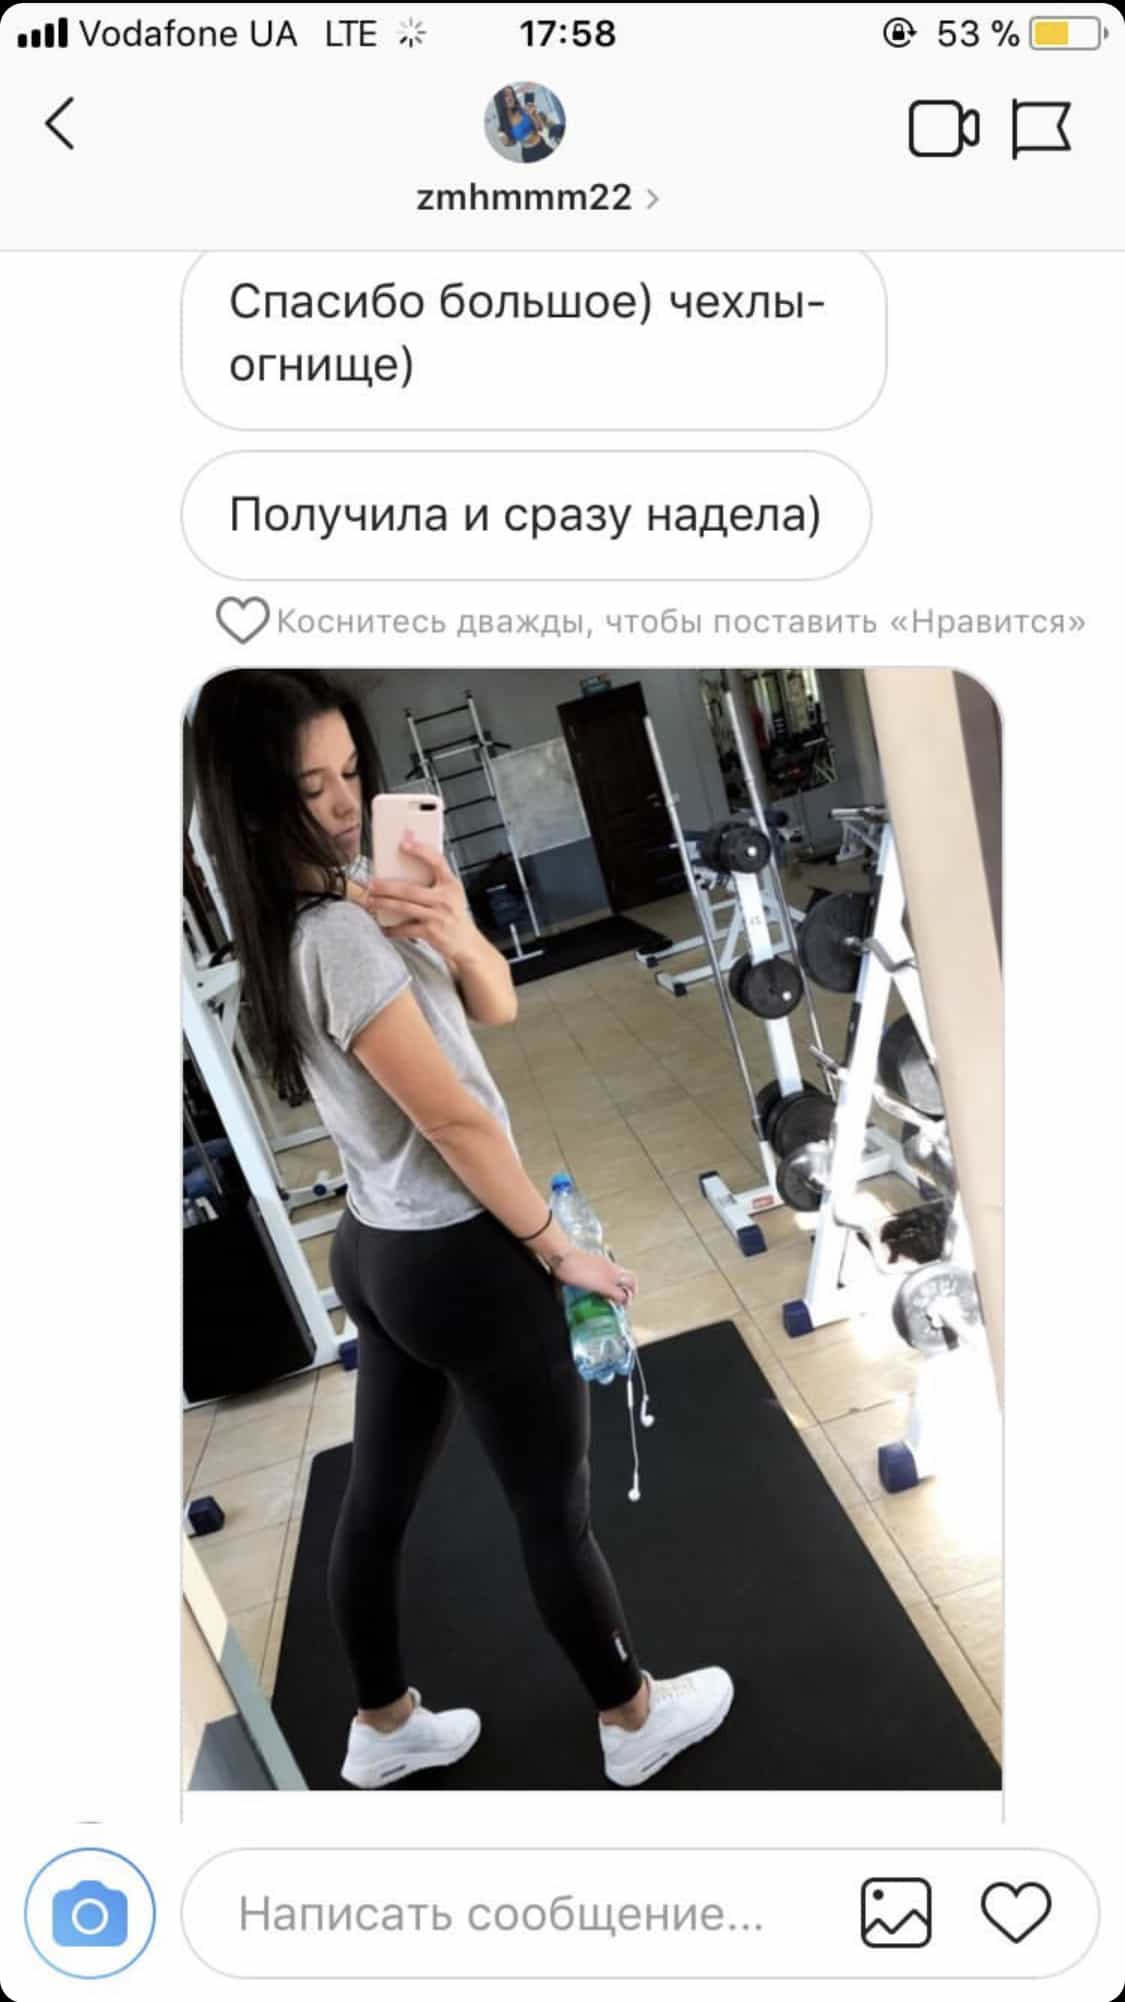 Vodafone UA LTE 17:58 53 %
zmhmmm22
Спасибо большое) чехлы-
огнище)
Получила и сразу надела)
Коснитесь дважды, чтобы поставить «Нравится»
Написать сообщение...